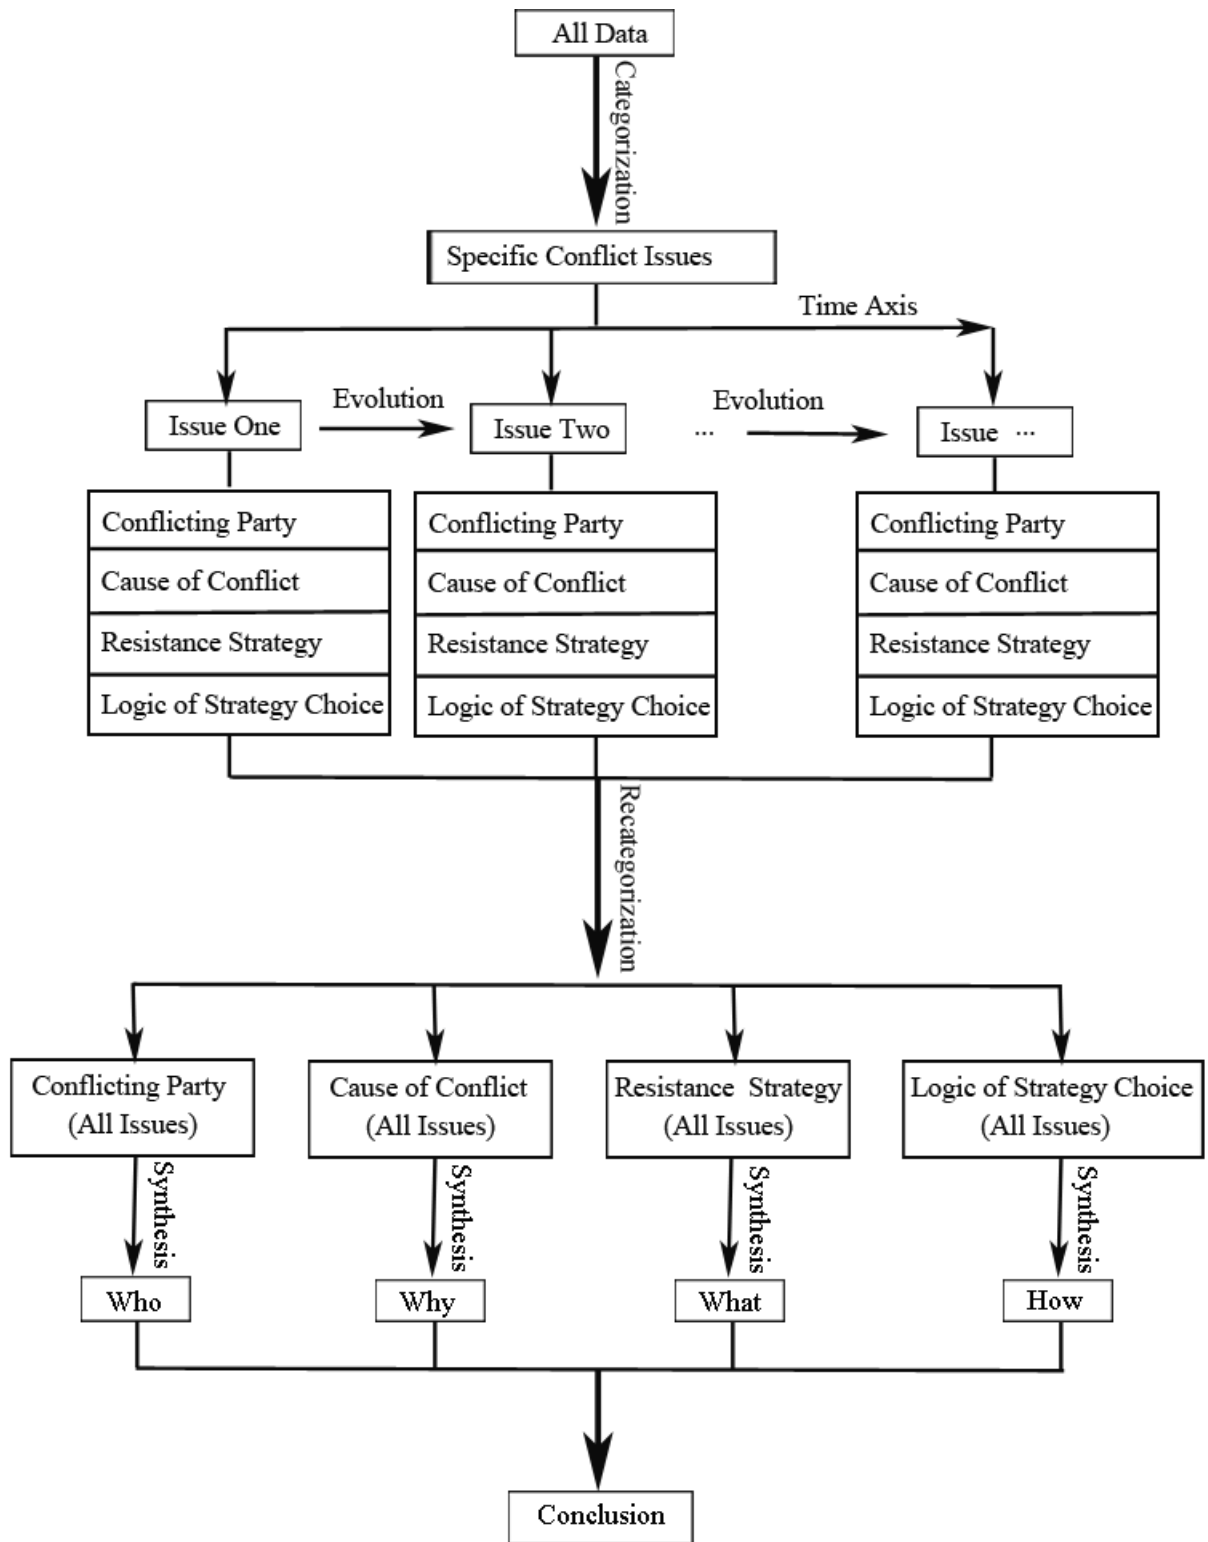 All Data
Categorization
Specific Conflict Issues
Time Axis
Evolution
Evolution
Issue One
Issue Two
...
Issue ...
Conflicting Party
Cause of Conflict
Resistance Strategy
Logic of Strategy Choice
Conflicting Party
Cause of Conflict
Resistance Strategy
Logic of Strategy Choice
Conflicting Party
Cause of Conflict
Resistance Strategy
Logic of Strategy Choice
Recategorization
Conflicting Party
(All Issues)
Cause of Conflict
(All Issues)
Resistance Strategy
(All Issues)
Logic of Strategy Choice
(All Issues)
Synthesis
Synthesis
Synthesis
Synthesis
Who
Why
What
How
Conclusion